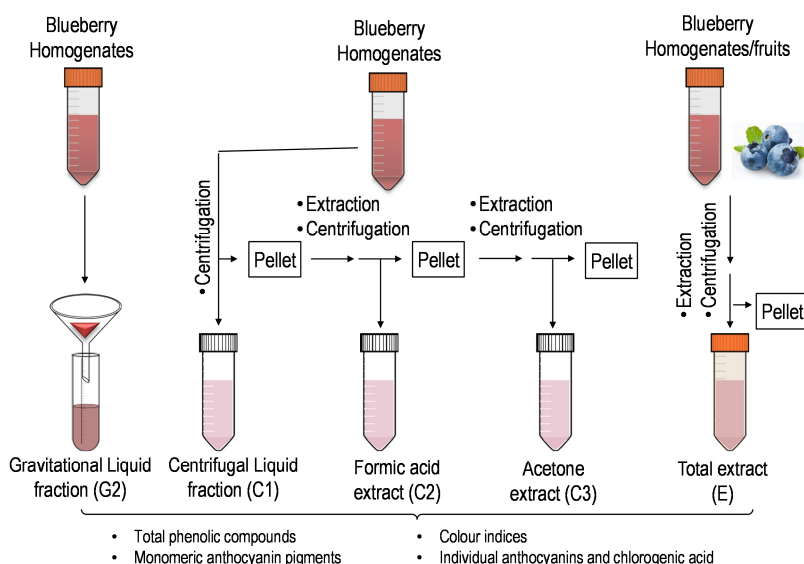 Blueberry
Homogenates
Blueberry
Homogenates
Blueberry
Homogenates/fruits
• Centrifugation
• Extraction
• Centrifugation
• Extraction
• Centrifugation
• Extraction
• Centrifugation
Pellet
Pellet
Pellet
Pellet
Gravitational Liquid
fraction (G2)
Centrifugal Liquid
fraction (C1)
Formic acid
extract (C2)
Acetone
extract (C3)
Total extract
(E)
• Total phenolic compounds
• Monomeric anthocyanin pigments
• Colour indices
• Individual anthocyanins and chlorogenic acid